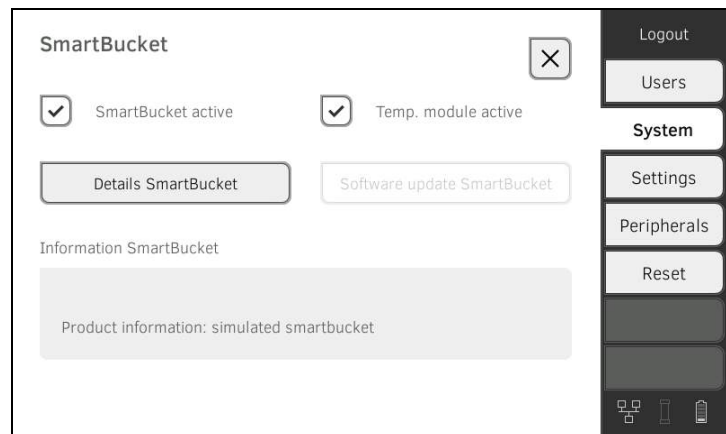 SmartBucket
SmartBucket active
Temp. module active
Details SmartBucket
Software update SmartBucket
Information SmartBucket
Product information: simulated smartbucket
Logout
Users
System
Settings
Peripherals
Reset